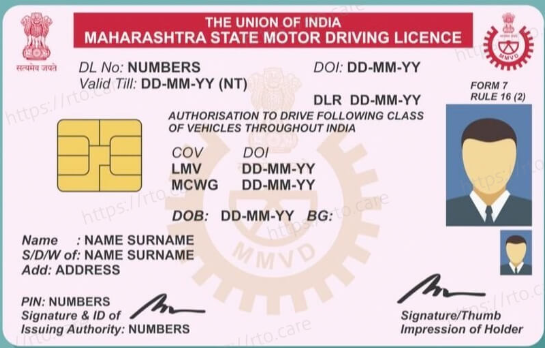 THE UNION OF INDIA
MAHARASHTRA STATE MOTOR DRIVING LICENCE
सत्यमेव जयते
MMVD
DL No: NUMBERS DOI: DD-MM-YY
Valid Till: DD-MM-YY (NT)
FORM 7
RULE 16 (2)
DLR DD-MM-YY
AUTHORISATION TO DRIVE FOLLOWING CLASS
OF VEHICLES THROUGHOUT INDIA
COV DOI
LMV DD-MM-YY
MCWG DD-MM-YY
DOB: DD-MM-YY BG:
MMVD
Name : NAME SURNAME
S/D/W of: NAME SURNAME
Add: ADDRESS
PIN: NUMBERS
Signature & ID of
Issuing Authority: NUMBERS
Signature/Thumb
Impression of Holder
https://rto.care